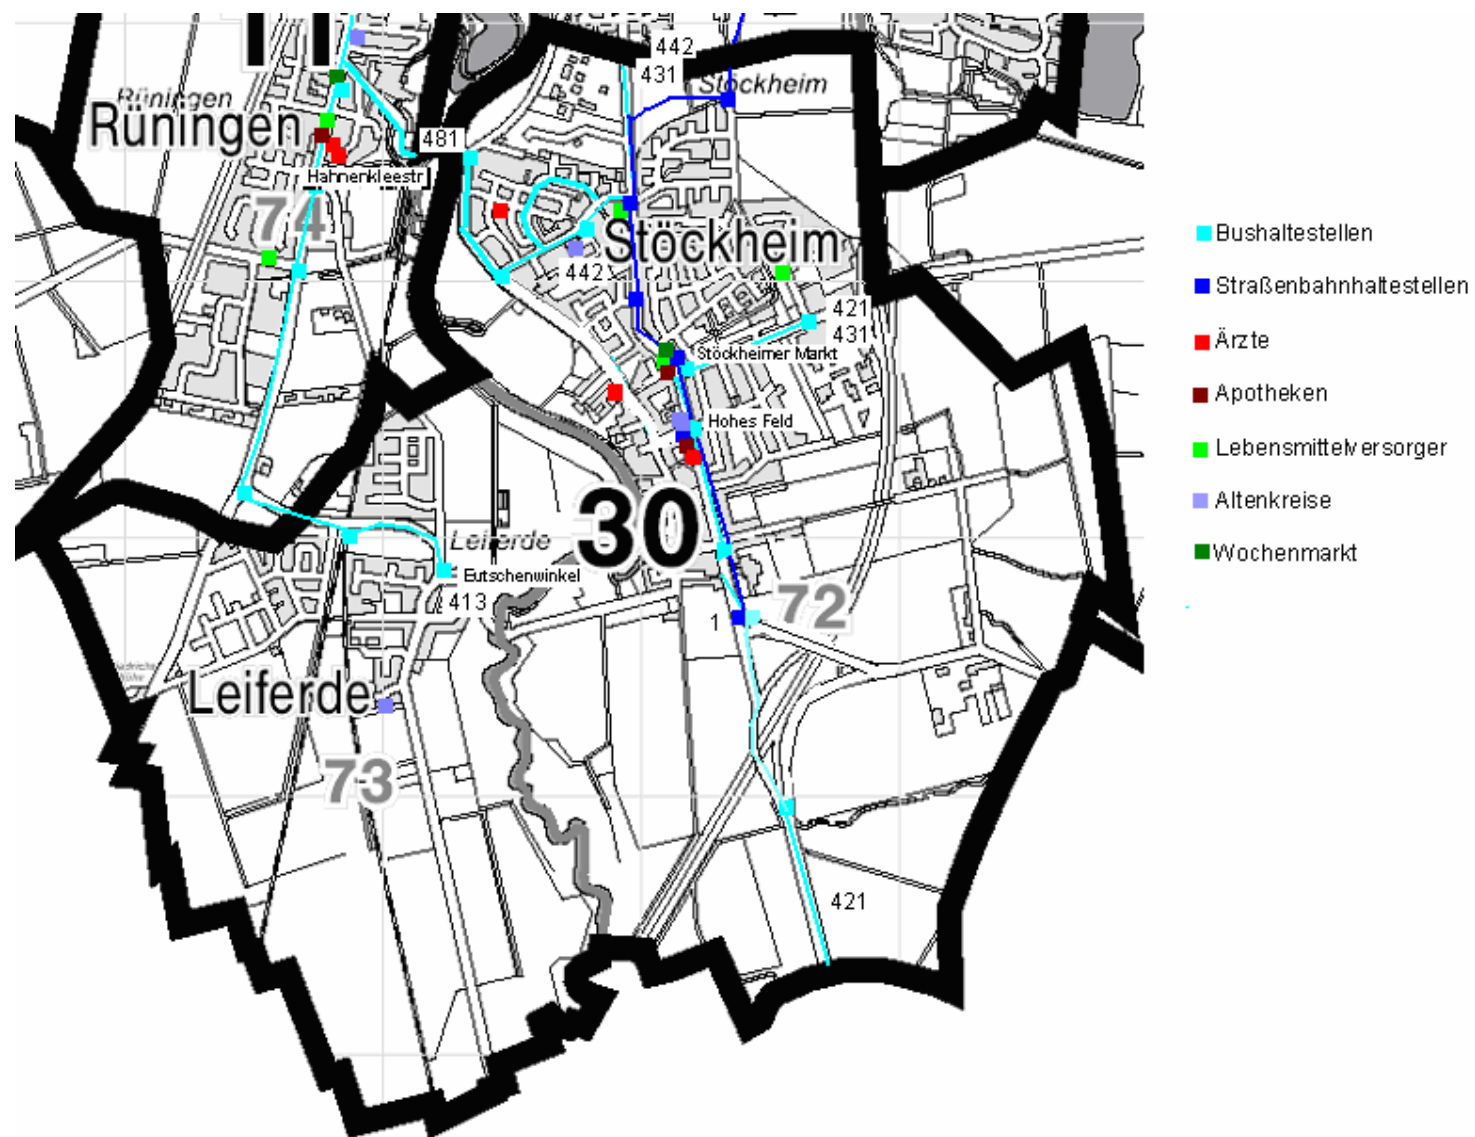 442
431
Stöckheim
Rüningen
Rüningen
481
Hahnenkleestr
74
Stöckheim
442
421
431
Stöckheimer Markt
Hohes Feld
30
Leiferde
Eutschenwinkel
413
72
1
Leiferde
73
421
Bushaltestellen
Straßenbahnhaltestellen
Ärzte
Apotheken
Lebensmittelversorger
Altenkreise
Wochenmarkt